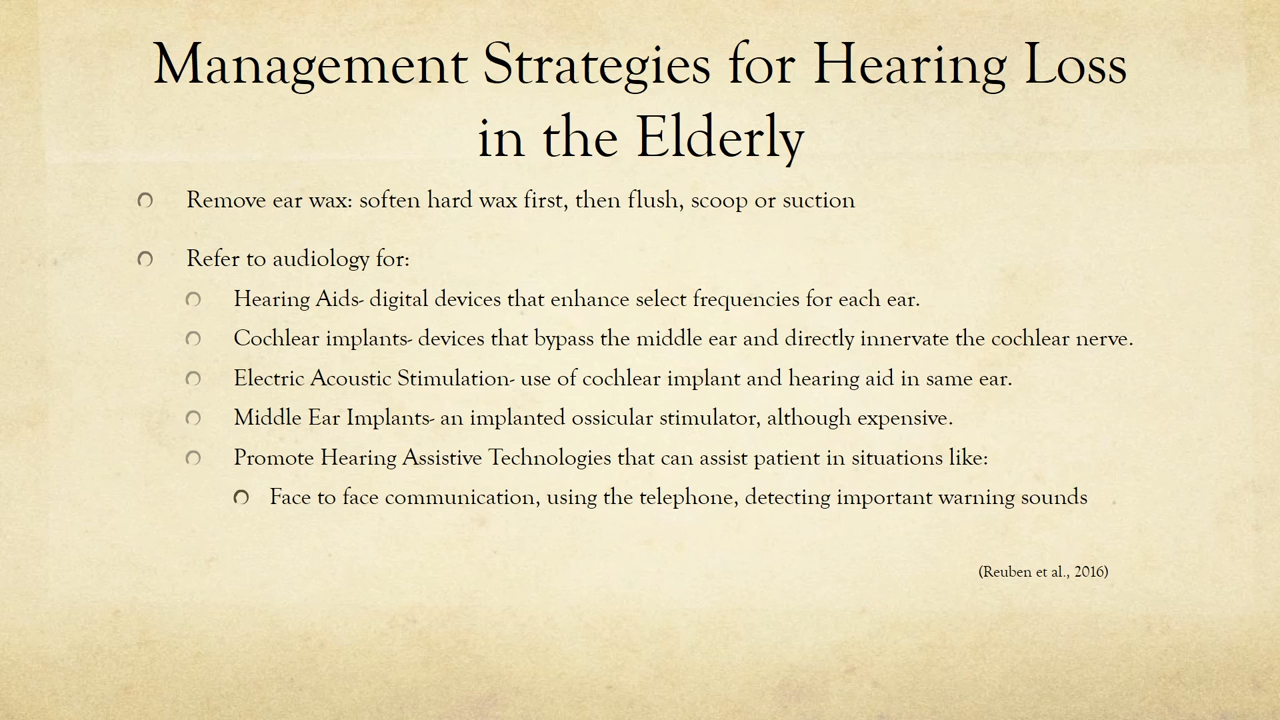 Management Strategies for Hearing Loss
in the Elderly
Remove ear wax: soften hard wax first, then flush, scoop or suction
Refer to audiology for:
Hearing Aids- digital devices that enhance select frequencies for each ear.
Cochlear implants- devices that bypass the middle ear and directly innervate the cochlear nerve.
Electric Acoustic Stimulation- use of cochlear implant and hearing aid in same ear.
Middle Ear Implants- an implanted ossicular stimulator, although expensive.
Promote Hearing Assistive Technologies that can assist patient in situations like:
Face to face communication, using the telephone, detecting important warning sounds
(Reuben et al., 2016)